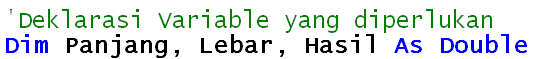 'Deklarasi Variable yang diperlukan
Dim Panjang, Lebar, Hasil As Double